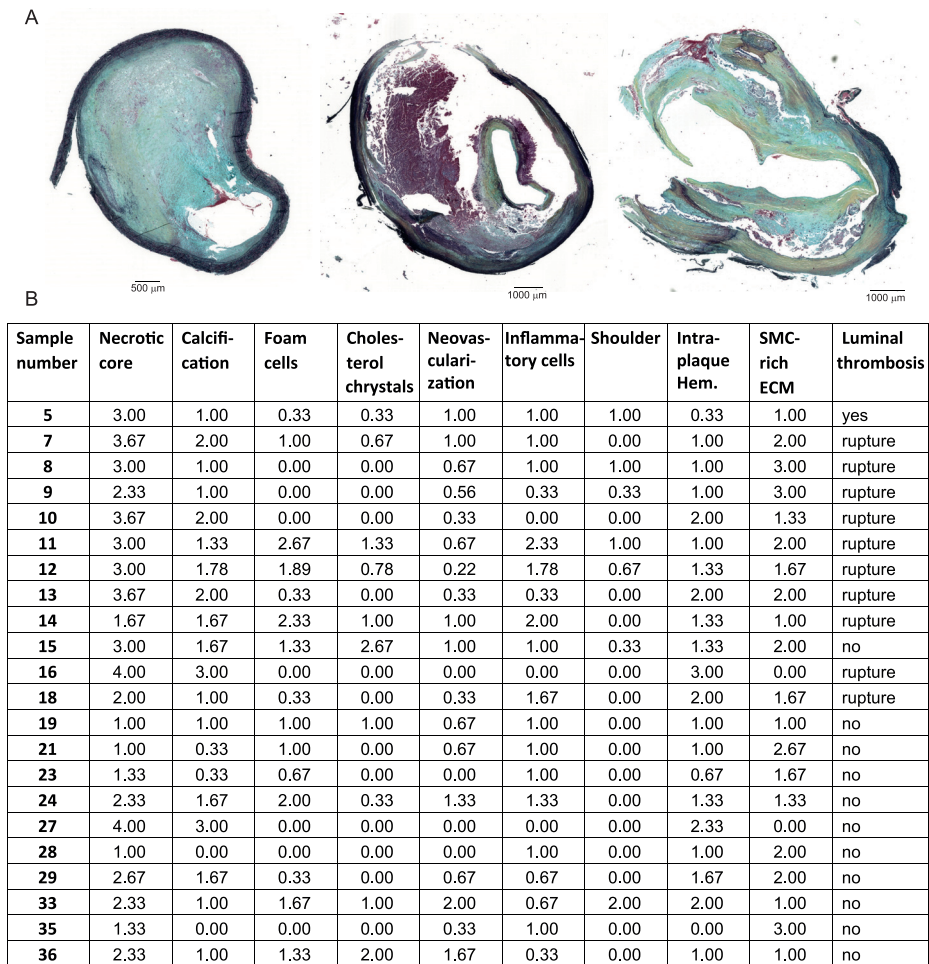 A
500 µm
1000 µm
1000 µm
B
Sample number Necrotic core Calcifi-cation Foam cells Choles-terol chrystals Neovas-culari-zation Inflamma-tory cells Shoulder Intra-plaque Hem. SMC-rich ECM Luminal thrombosis
5 3.00 1.00 0.33 0.33 1.00 1.00 1.00 0.33 1.00 yes
7 3.67 2.00 1.00 0.67 1.00 1.00 0.00 1.00 2.00 rupture
8 3.00 1.00 0.00 0.00 0.67 1.00 1.00 1.00 3.00 rupture
9 2.33 1.00 0.00 0.00 0.56 0.33 0.33 1.00 3.00 rupture
10 3.67 2.00 0.00 0.00 0.33 0.00 0.00 2.00 1.33 rupture
11 3.00 1.33 2.67 1.33 0.67 2.33 1.00 1.00 2.00 rupture
12 3.00 1.78 1.89 0.78 0.22 1.78 0.67 1.33 1.67 rupture
13 3.67 2.00 0.33 0.00 0.33 0.33 0.00 2.00 2.00 rupture
14 1.67 1.67 2.33 1.00 1.00 2.00 0.00 1.33 1.00 rupture
15 3.00 1.67 1.33 2.67 1.00 1.00 0.33 1.33 2.00 no
16 4.00 3.00 0.00 0.00 0.00 0.00 0.00 3.00 0.00 rupture
18 2.00 1.00 0.33 0.00 0.33 1.67 0.00 2.00 1.67 rupture
19 1.00 1.00 1.00 1.00 0.67 1.00 0.00 1.00 1.00 no
21 1.00 0.33 1.00 0.00 0.67 1.00 0.00 1.00 2.67 no
23 1.33 0.33 0.67 0.00 0.00 1.00 0.00 0.67 1.67 no
24 2.33 1.67 2.00 0.33 1.33 1.33 0.00 1.33 1.33 no
27 4.00 3.00 0.00 0.00 0.00 0.00 0.00 2.33 0.00 no
28 1.00 0.00 0.00 0.00 0.00 1.00 0.00 1.00 2.00 no
29 2.67 1.67 0.33 0.00 0.67 0.67 0.00 1.67 2.00 no
33 2.33 1.00 1.67 1.00 2.00 0.67 2.00 2.00 1.00 no
35 1.33 0.00 0.00 0.00 0.33 1.00 0.00 0.00 3.00 no
36 2.33 1.00 1.33 2.00 1.67 0.33 0.00 1.00 1.00 no